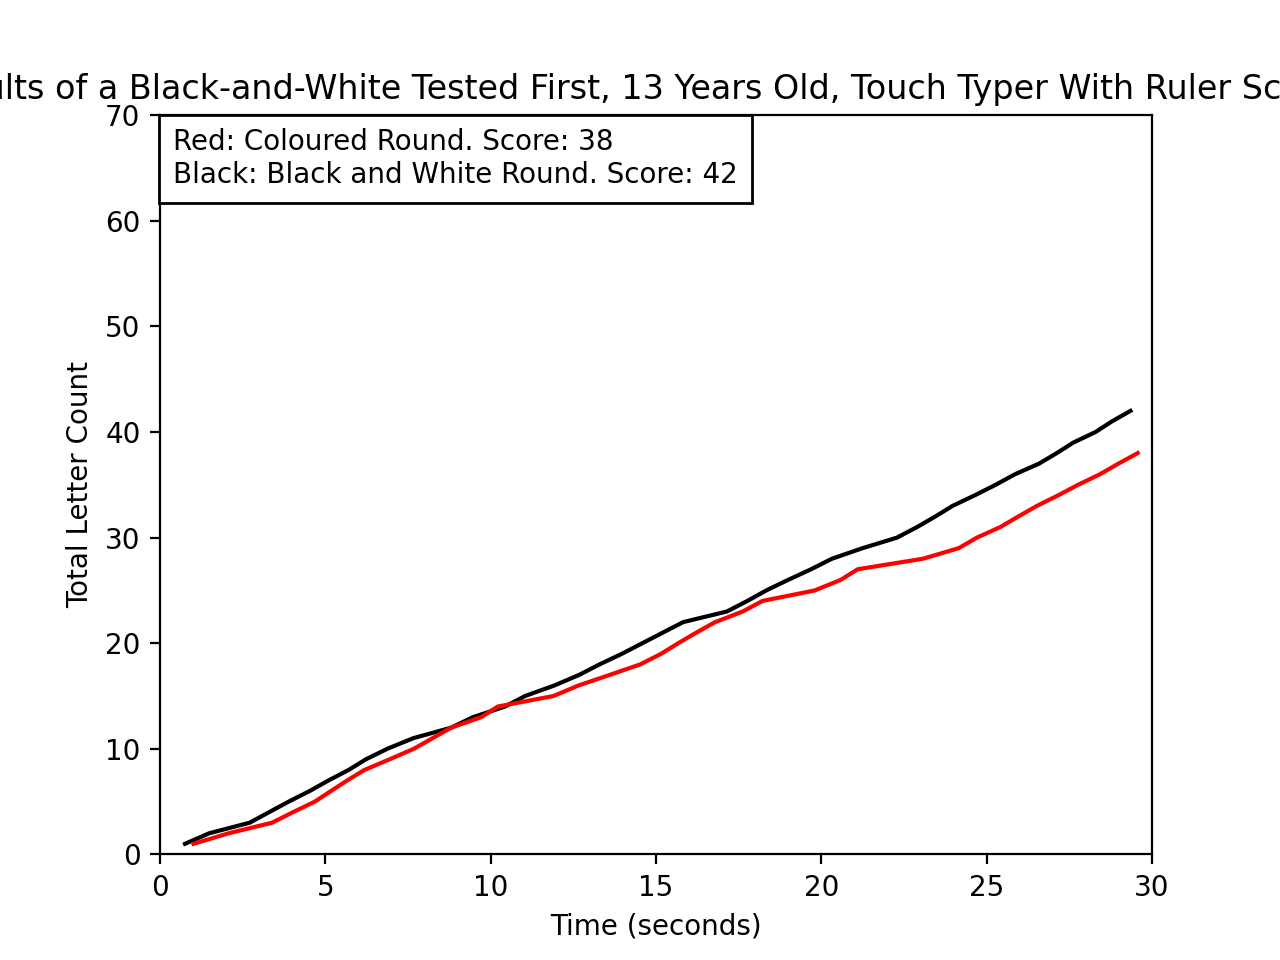 of a Black-and-White Tested First, 13 Years Old, Touch Typer With Ruler
Red: Coloured Round. Score: 38
Black: Black and White Round. Score: 42
70
60
50
40
30
20
10
0
Total Letter Count
0 5 10 15 20 25 30
Time (seconds)